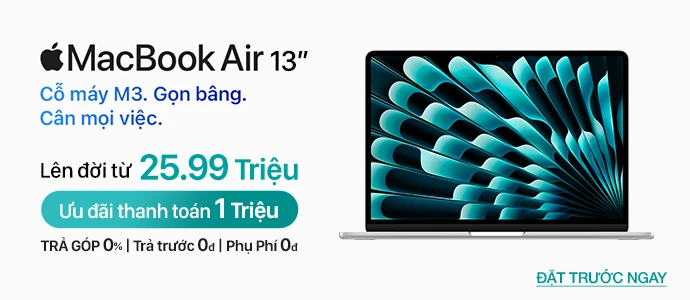 MacBook Air 13”
Cỗ máy M3. Gọn bâng.
Cân mọi việc.
Lên đời từ 25.99 Triệu
Ưu đãi thanh toán 1 Triệu
TRẢ GÓP 0% | Trả trước 0đ | Phụ Phí 0đ
ĐẶT TRƯỚC NGAY